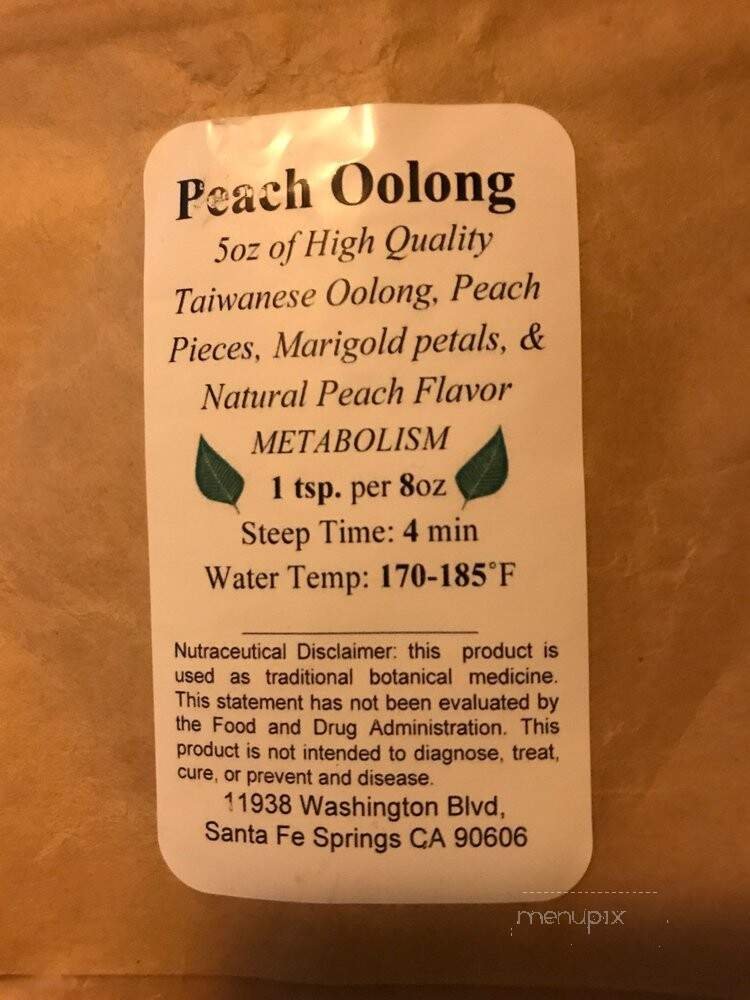 Peach Oolong
5oz of High Quality
Taiwanese Oolong, Peach
Pieces, Marigold petals, &
Natural Peach Flavor
METABOLISM
1 tsp. per 8oz
Steep Time: 4 min
Water Temp: 170-185°F
Nutraceutical Disclaimer: this product is
used as traditional botanical medicine.
This statement has not been evaluated by
the Food and Drug Administration. This
product is not intended to diagnose, treat,
cure, or prevent and disease.
11938 Washington Blvd,
Santa Fe Springs CA 90606
menupix